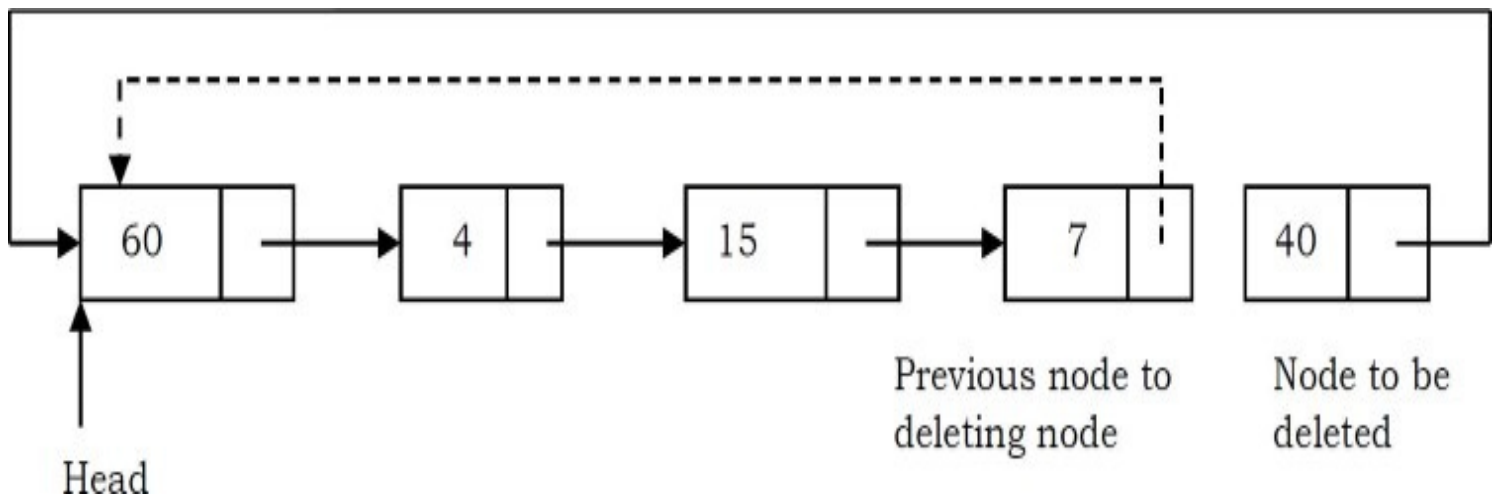 60 4 15 7 40
Previous node to
deleting node
Node to be
deleted
Head